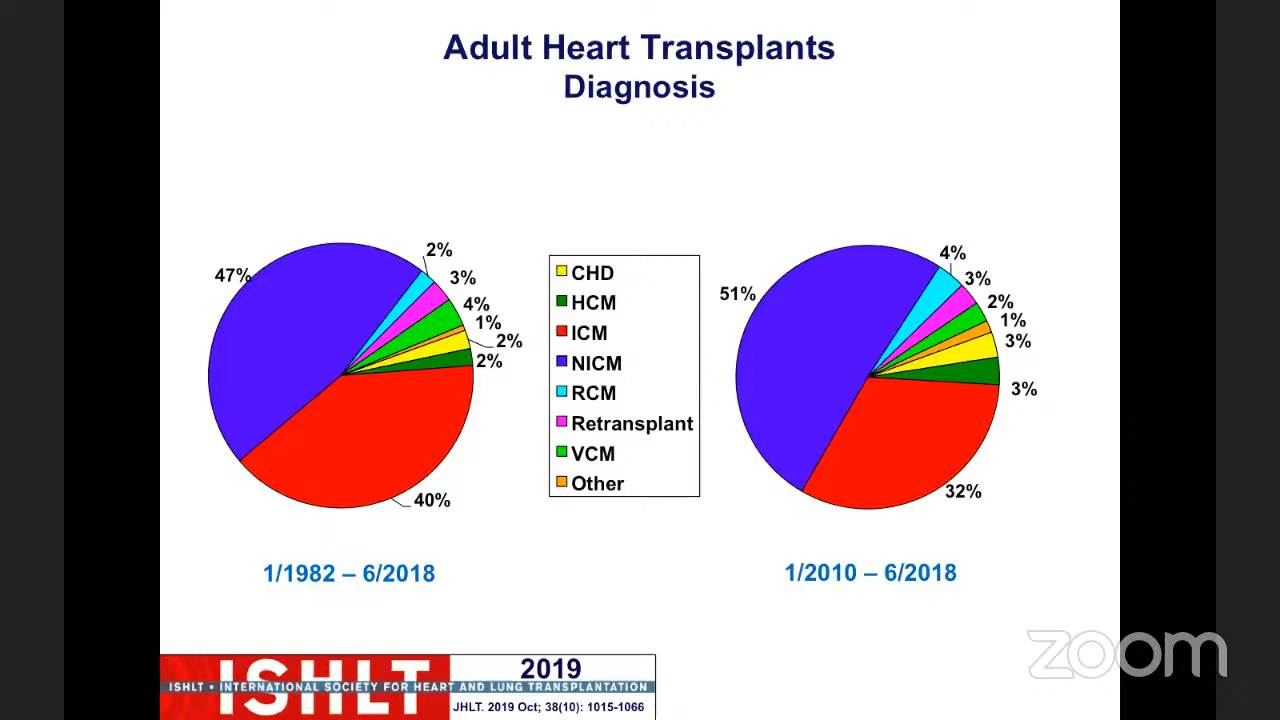 Adult Heart Transplants
Diagnosis
47%
2%
3%
4%
1%
2%
2%
40%
CHD
HCM
ICM
NICM
RCM
Retransplant
VCM
Other
51%
4%
3%
2%
1%
3%
3%
32%
1/1982 – 6/2018
1/2010 – 6/2018
ISHLT
ISHLT • INTERNATIONAL SOCIETY FOR HEART AND LUNG TRANSPLANTATION
2019
JHLT. 2019 Oct; 38(10): 1015-1066
zoom